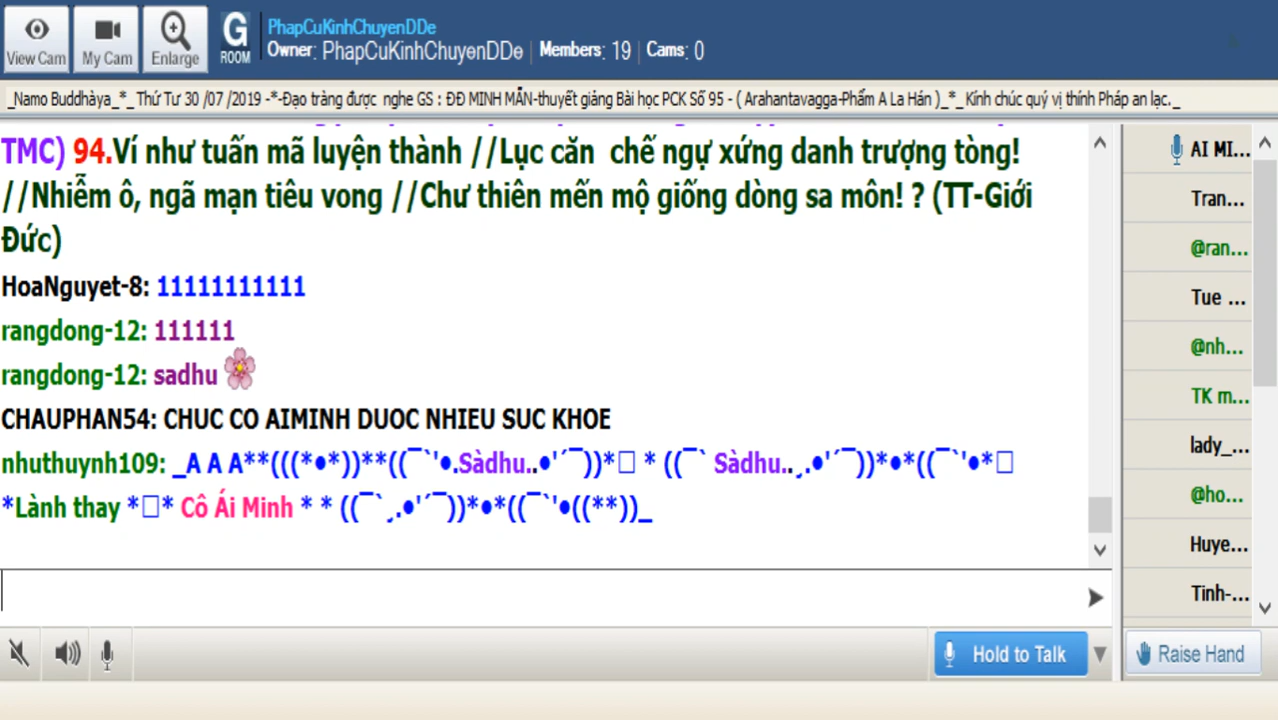 PhapCuKinhChuyenDDe
Owner: PhapCuKinhChuyenDDe | Members: 19 | Cams: 0
View Cam
My Cam
Enlarge
G
ROOM
_Namo Buddhàya_*_ Thứ Tư 30 /07 /2019 -*-Đạo tràng được nghe GS : ĐĐ MINH MẪN-thuyết giảng Bài học PCK Số 95 - ( Arahantavagga-Phẩm A La Hán )_*_ Kính chúc quý vị thính Pháp an lạc._
TMC) 94.Ví như tuấn mã luyện thành //Lục căn chế ngự xứng danh trượng tòng!
//Nhiễm ô, ngã mạn tiêu vong //Chư thiên mến mộ giống dòng sa môn! ? (TT-Giới
Đức)
HoaNguyet-8: 11111111111
rangdong-12: 111111
rangdong-12: sadhu
CHAUPHAN54: CHUC CO AIMINH DUOC NHIEU SUC KHOE
nhuthuynh109: _A A A**(((*•*))**((¯`'•.Sàdhu..•'´¯))*□ * ((¯` Sàdhu..¸.•'´¯))*•*((¯`'•*□
*Lành thay *□* Cô Ái Minh * * ((¯`¸.•'´¯))*•*((¯`'•((**))_
AI MI...
Tran...
@ran...
Tue ...
@nh...
TK m...
lady_...
@ho...
Huye...
Tinh-...
Hold to Talk
Raise Hand